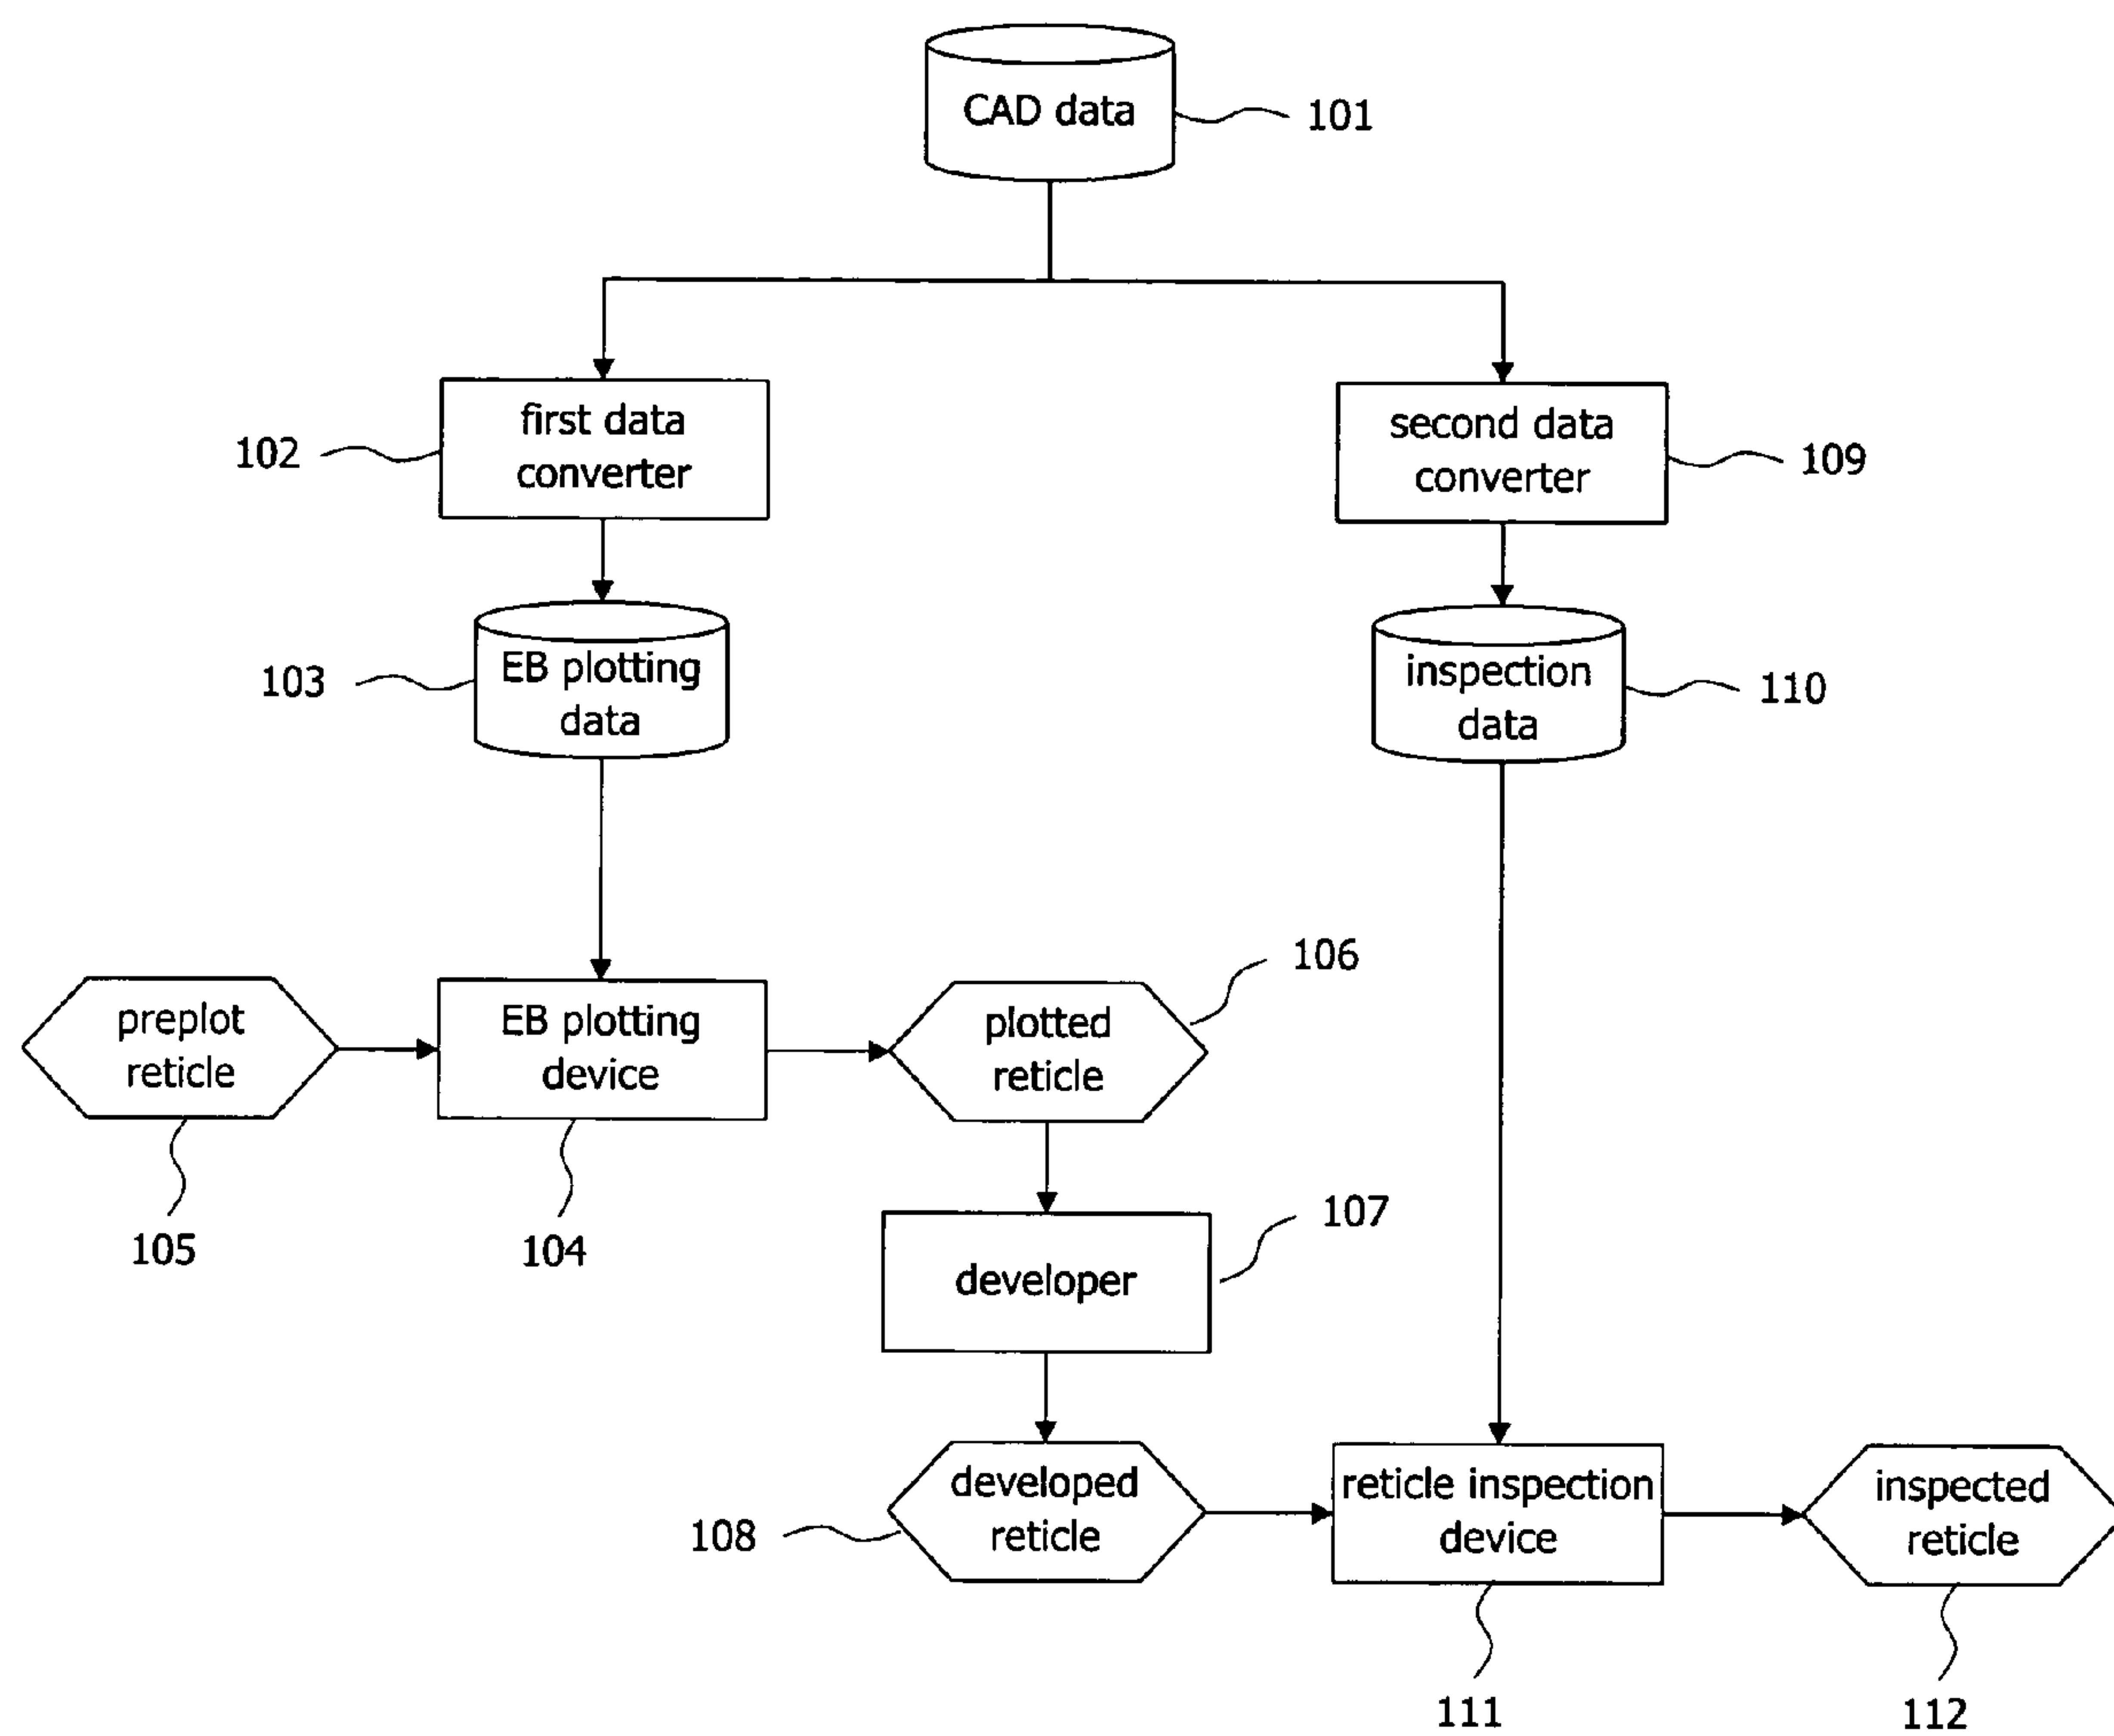 CAD data
101
first data
converter
102
second data
converter
109
EB plotting
data
103
inspection
data
110
106
preplot
reticle
EB plotting
device
plotted
reticle
105
104
107
developer
developed
reticle
108
reticle inspection
device
inspected
reticle
111
112